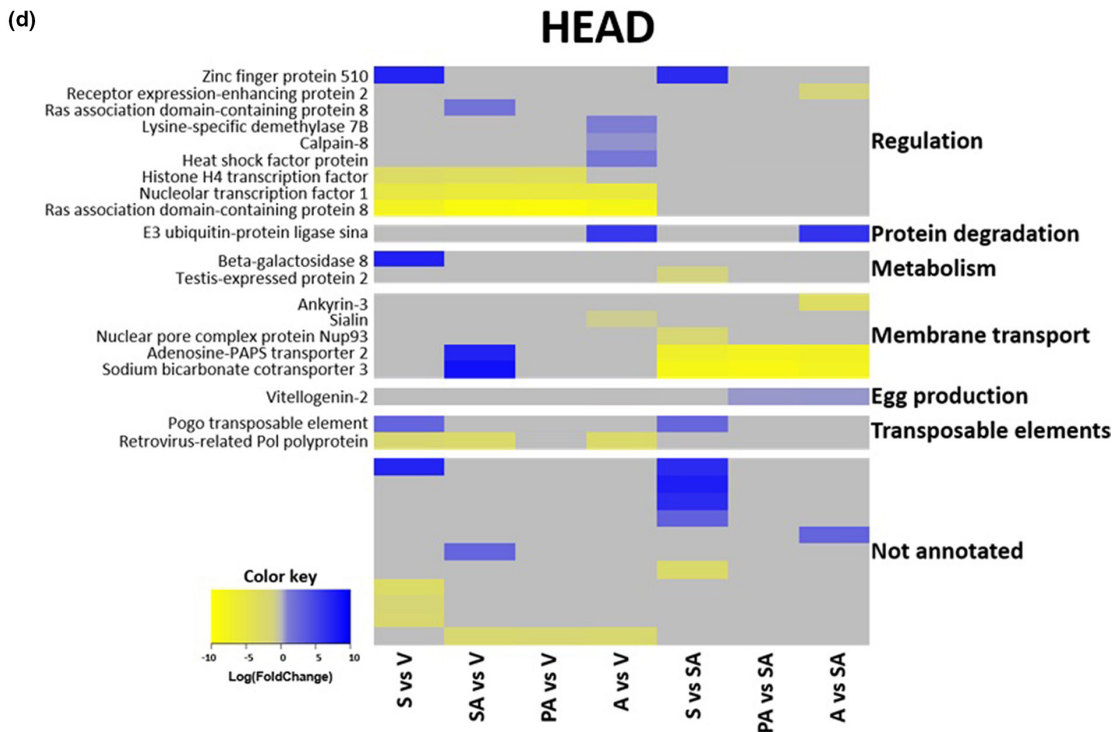 (d)
HEAD
Zinc finger protein 510
Receptor expression-enhancing protein 2
Ras association domain-containing protein 8
Lysine-specific demethylase 7B
Calpain-8
Heat shock factor protein
Histone H4 transcription factor
Nucleolar transcription factor 1
Ras association domain-containing protein 8
Regulation
E3 ubiquitin-protein ligase sina
Protein degradation
Beta-galactosidase 8
Testis-expressed protein 2
Metabolism
Ankyrin-3
Sialin
Nuclear pore complex protein Nup93
Adenosine-PAPS transporter 2
Sodium bicarbonate cotransporter 3
Membrane transport
Vitellogenin-2
Egg production
Pogo transposable element
Retrovirus-related Pol polyprotein
Transposable elements
Not annotated
Color key
-10 -5 0 5 10
Log(FoldChange)
S vs V
SA vs V
PA vs V
A vs V
S vs SA
PA vs SA
A vs SA